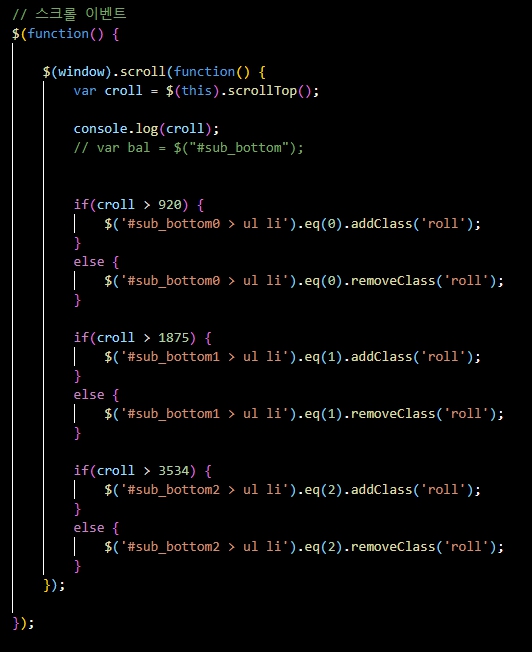 // 스크롤 이벤트
$(function() {
$(window).scroll(function() {
var croll = $(this).scrollTop();
console.log(croll);
// var bal = $("#sub_bottom");
if(croll > 920) {
$('#sub_bottom0 > ul li').eq(0).addClass('roll');
}
else {
$('#sub_bottom0 > ul li').eq(0).removeClass('roll');
}
if(croll > 1875) {
$('#sub_bottom1 > ul li').eq(1).addClass('roll');
}
else {
$('#sub_bottom1 > ul li').eq(1).removeClass('roll');
}
if(croll > 3534) {
$('#sub_bottom2 > ul li').eq(2).addClass('roll');
}
else {
$('#sub_bottom2 > ul li').eq(2).removeClass('roll');
}
});
});